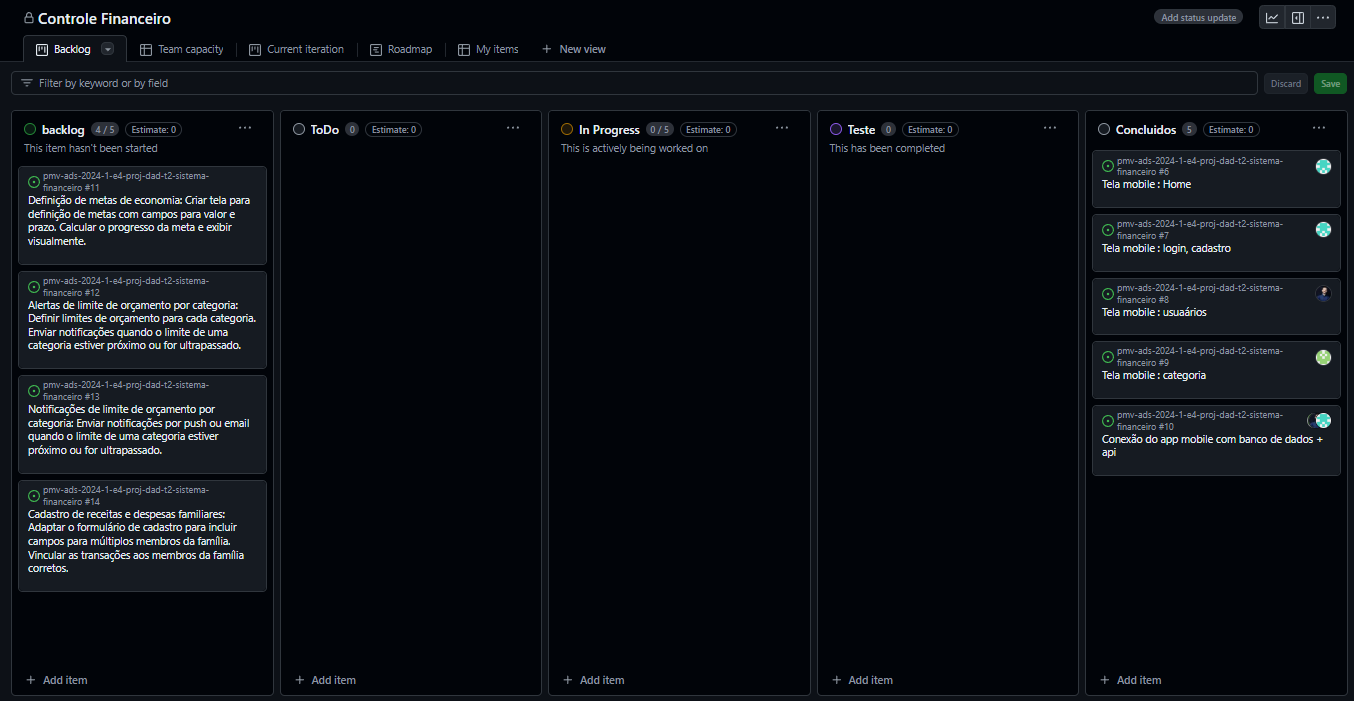 Controle Financeiro
Add status update
Backlog
Team capacity
Current iteration
Roadmap
My items
New view
Filter by keyword or by field
Discard
Save
backlog 4 / 5 Estimate: 0
This item hasn't been started
pmv-ads-2024-1-e4-proj-dad-t2-sistema-
financeiro #11
Definição de metas de economia: Criar tela para
definição de metas com campos para valor e
prazo. Calcular o progresso da meta e exibir
visualmente.
pmv-ads-2024-1-e4-proj-dad-t2-sistema-
financeiro #12
Alertas de limite de orçamento por categoria:
Definir limites de orçamento para cada categoria.
Enviar notificações quando o limite de uma
categoria estiver próximo ou for ultrapassado.
pmv-ads-2024-1-e4-proj-dad-t2-sistema-
financeiro #13
Notificações de limite de orçamento por
categoria: Enviar notificações por push ou email
quando o limite de uma categoria estiver
próximo ou for ultrapassado.
pmv-ads-2024-1-e4-proj-dad-t2-sistema-
financeiro #14
Cadastro de receitas e despesas familiares:
Adaptar o formulário de cadastro para incluir
campos para múltiplos membros da família.
Vincular as transações aos membros da família
corretos.
Add item
ToDo 0 Estimate: 0
Add item
In Progress 0 / 5 Estimate: 0
This is actively being worked on
Add item
Teste 0 Estimate: 0
This has been completed
Add item
Concluidos 5 Estimate: 0
pmv-ads-2024-1-e4-proj-dad-t2-sistema-
financeiro #6
Tela mobile : Home
pmv-ads-2024-1-e4-proj-dad-t2-sistema-
financeiro #7
Tela mobile : login, cadastro
pmv-ads-2024-1-e4-proj-dad-t2-sistema-
financeiro #8
Tela mobile : usuaários
pmv-ads-2024-1-e4-proj-dad-t2-sistema-
financeiro #9
Tela mobile : categoria
pmv-ads-2024-1-e4-proj-dad-t2-sistema-
financeiro #10
Conexão do app mobile com banco de dados +
api
Add item